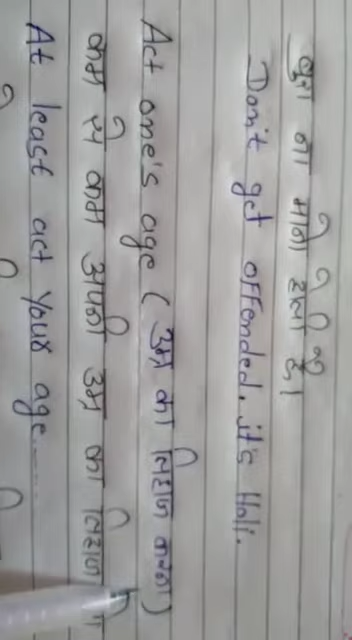 बुरा ना मानो होली है।
Don't get offended, it's Holi.
Act one's age ( उम्र का लिहाज करना )
कम से कम अपनी उम्र का लिहाज
At least act your age....